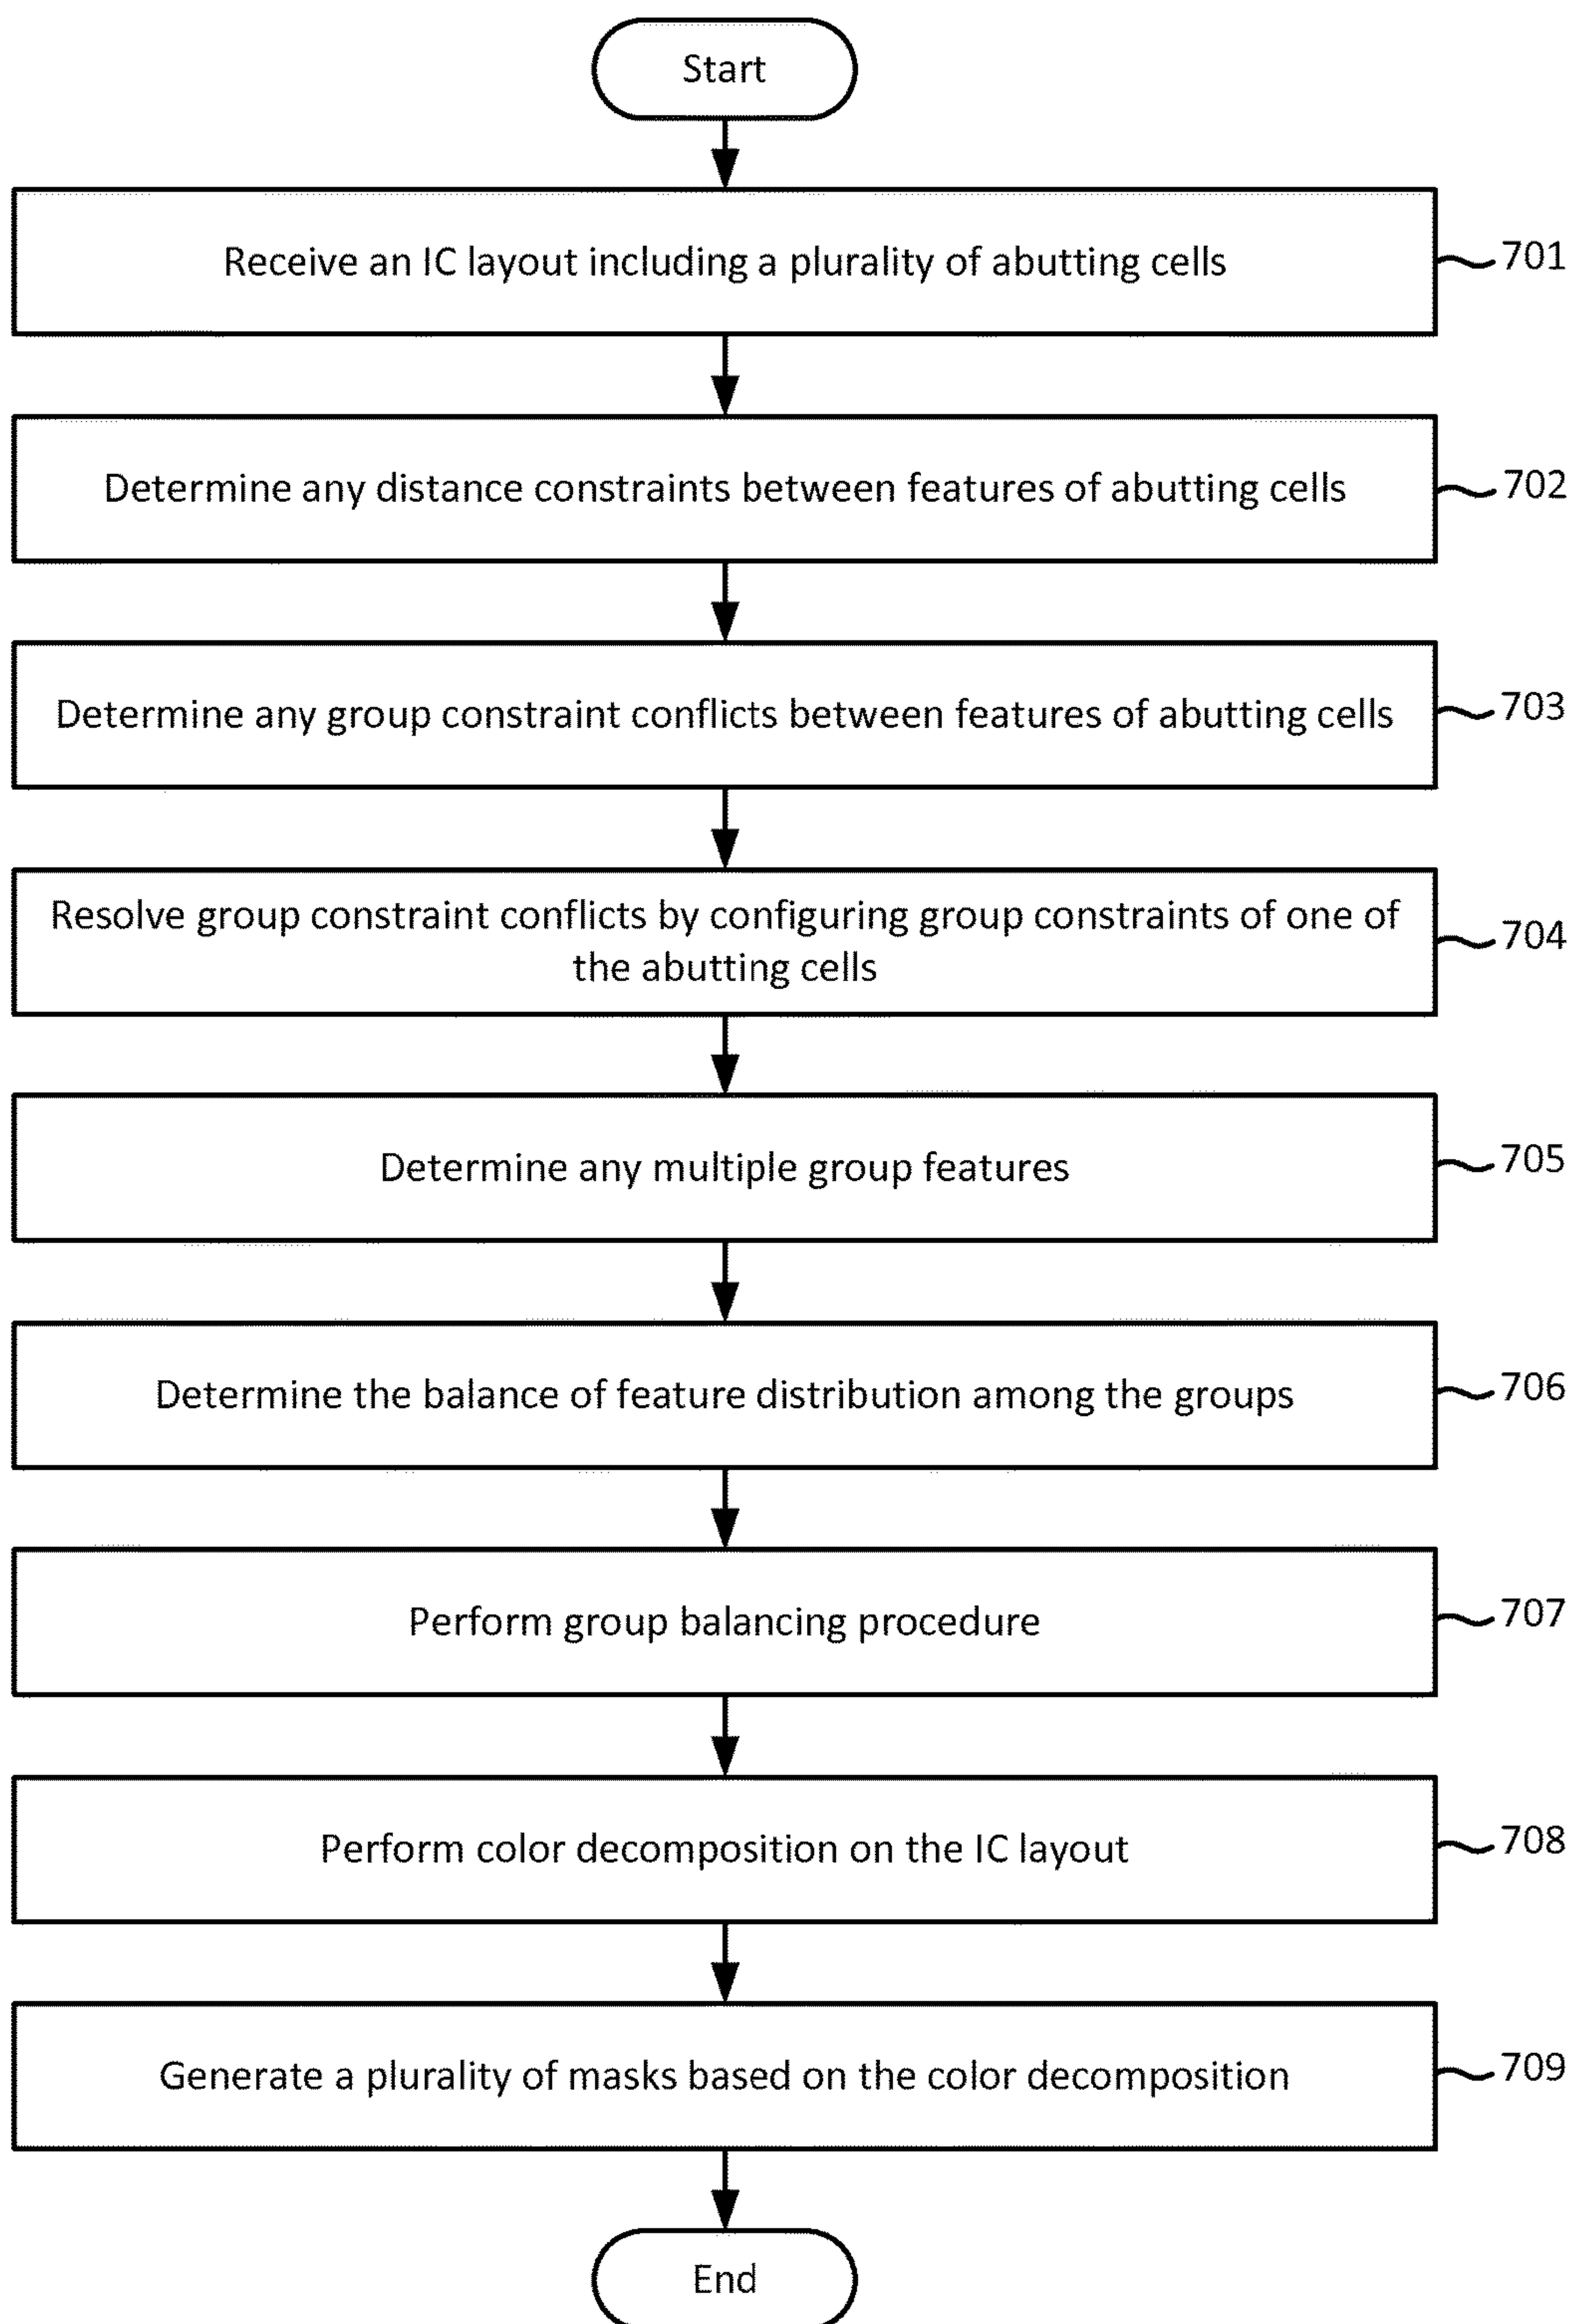 Start
Receive an IC layout including a plurality of abutting cells
701
Determine any distance constraints between features of abutting cells
702
Determine any group constraint conflicts between features of abutting cells
703
Resolve group constraint conflicts by configuring group constraints of one of
the abutting cells
704
Determine any multiple group features
705
Determine the balance of feature distribution among the groups
706
Perform group balancing procedure
707
Perform color decomposition on the IC layout
708
Generate a plurality of masks based on the color decomposition
709
End